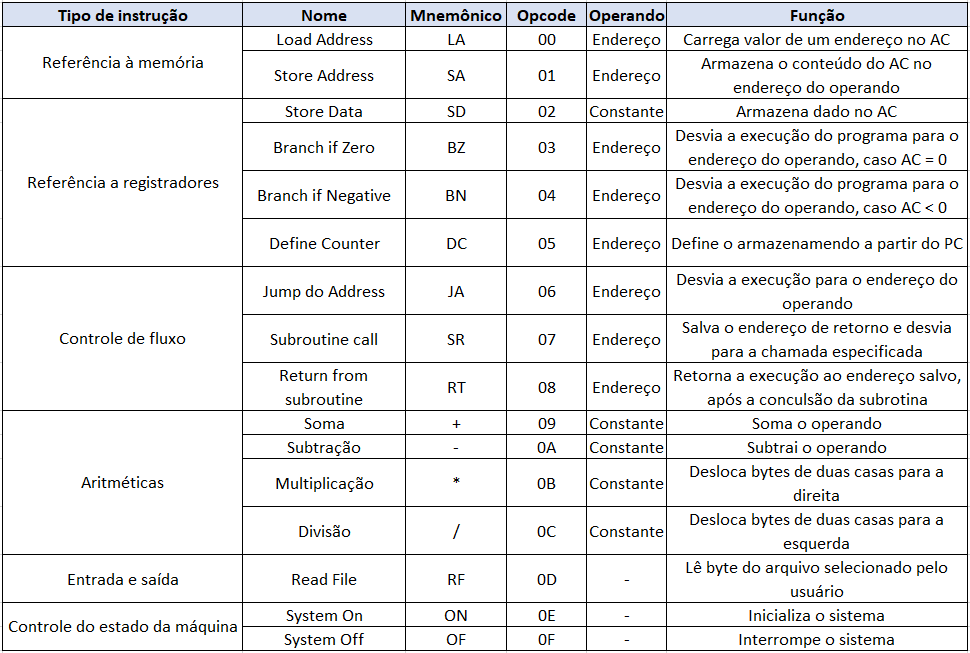 Tipo de instrução Nome Mnemônico Opcode Operando Função
Referência à memória
Load Address LA 00 Endereço Carrega valor de um endereço no AC
Store Address SA 01 Endereço Armazena o conteúdo do AC no
endereço do operando
Referência a registradores
Store Data SD 02 Constante Armazena dado no AC
Branch if Zero BZ 03 Endereço Desvia a execução do programa para o
endereço do operando, caso AC = 0
Branch if Negative BN 04 Endereço Desvia a execução do programa para o
endereço do operando, caso AC < 0
Define Counter DC 05 Endereço Define o armazenamendo a partir do PC
Controle de fluxo
Jump do Address JA 06 Endereço Desvia a execução para o endereço do
operando
Subroutine call SR 07 Endereço Salva o endereço de retorno e desvia
para a chamada especificada
Return from
subroutine RT 08 Endereço Retorna a execução ao endereço salvo,
após a conculsão da subrotina
Aritméticas
Soma + 09 Constante Soma o operando
Subtração - 0A Constante Subtrai o operando
Multiplicação * 0B Constante Desloca bytes de duas casas para a
direita
Divisão / 0C Constante Desloca bytes de duas casas para a
esquerda
Entrada e saída
Read File RF 0D - Lê byte do arquivo selecionado pelo
usuário
Controle do estado da máquina
System On ON 0E - Inicializa o sistema
System Off OF 0F - Interrompe o sistema